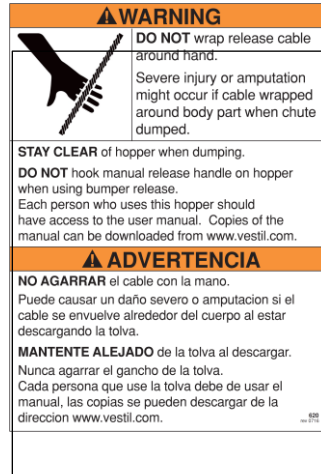 WARNING
DO NOT wrap release cable
around hand.
Severe injury or amputation
might occur if cable wrapped
around body part when chute
dumped.
STAY CLEAR of hopper when dumping.
DO NOT hook manual release handle on hopper
when using bumper release.
Each person who uses this hopper should
have access to the user manual. Copies of the
manual can be downloaded from www.vestil.com.
ADVERTENCIA
NO AGARRAR el cable con la mano.
Puede causar un daño severo o amputacion si el
cable se envuelve alrededor del cuerpo al estar
descargando la tolva.
MANTENTE ALEJADO de la tolva al descargar.
Nunca agarrar el gancho de la tolva.
Cada persona que use la tolva debe de usar el
manual, las copias se pueden descargar de la
direccion www.vestil.com.
620